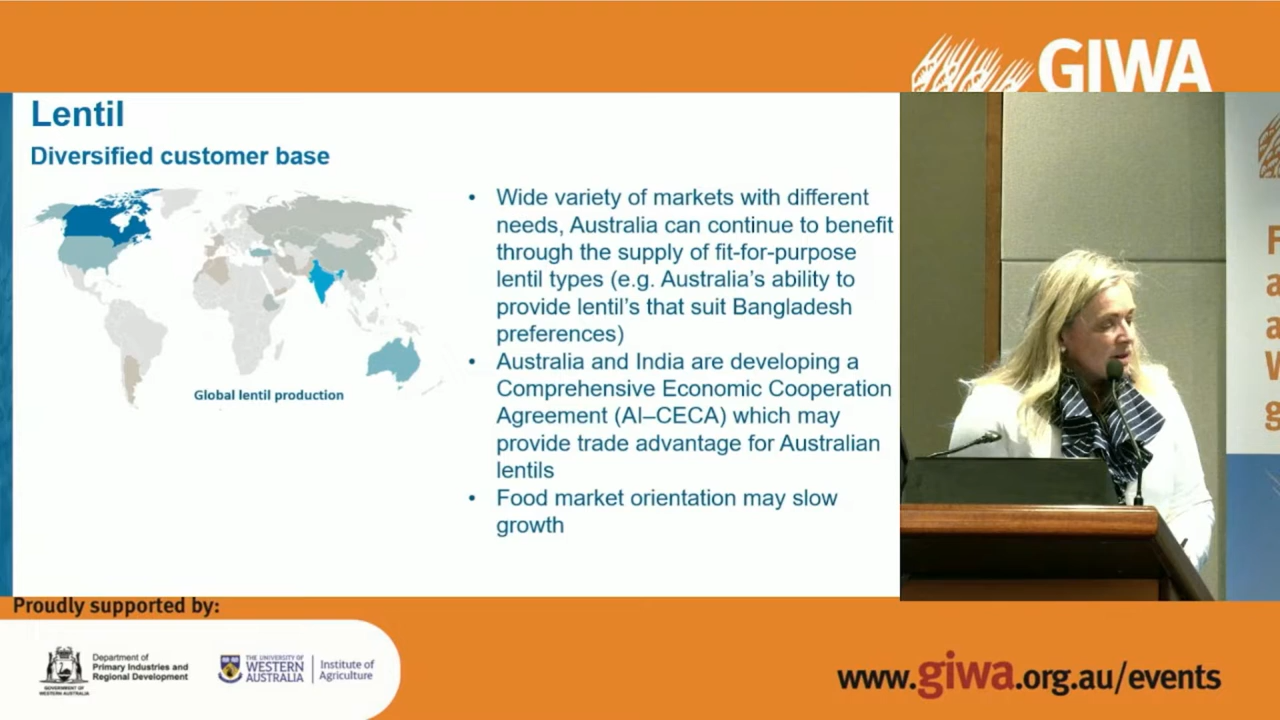 GIWA
Lentil
Diversified customer base
Global lentil production
• Wide variety of markets with different
needs, Australia can continue to benefit
through the supply of fit-for-purpose
lentil types (e.g. Australia's ability to
provide lentil's that suit Bangladesh
preferences)
• Australia and India are developing a
Comprehensive Economic Cooperation
Agreement (AI–CECA) which may
provide trade advantage for Australian
lentils
• Food market orientation may slow
growth
F
a
a
W
g
Proudly supported by:
GOVERNMENT OF
WESTERN AUSTRALIA
Department of
Primary Industries and
Regional Development
THE UNIVERSITY OF
WESTERN
AUSTRALIA
Institute of
Agriculture
www.giwa.org.au/events